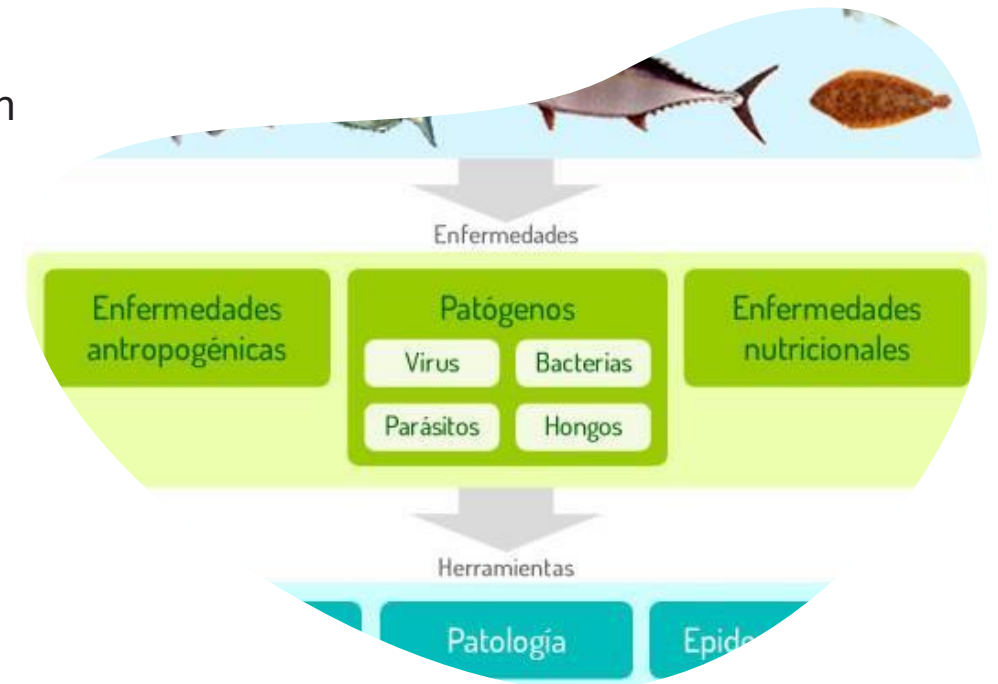 Enfermedades
Enfermedades
antropogénicas
Patógenos
Virus
Bacterias
Parásitos
Hongos
Enfermedades
nutricionales
Herramientas
Patología